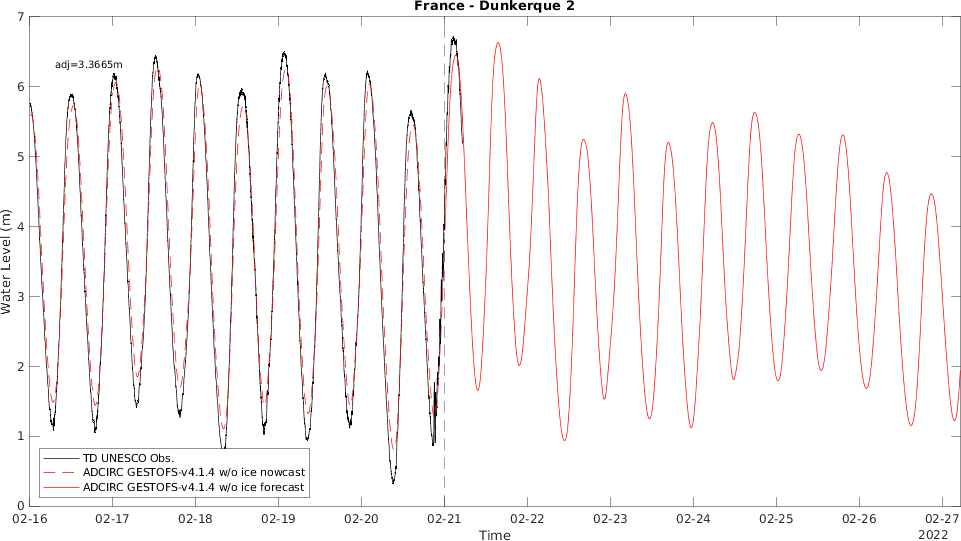 France - Dunkerque 2
7
adj=3.3665m
6
5
4
3
2
1
0
Water Level (m)
TD UNESCO Obs.
ADCIRC GESTOFS-v4.1.4 w/o ice nowcast
ADCIRC GESTOFS-v4.1.4 w/o ice forecast
02-16 02-17 02-18 02-19 02-20 02-21 02-22 02-23 02-24 02-25 02-26 02-27
Time
2022